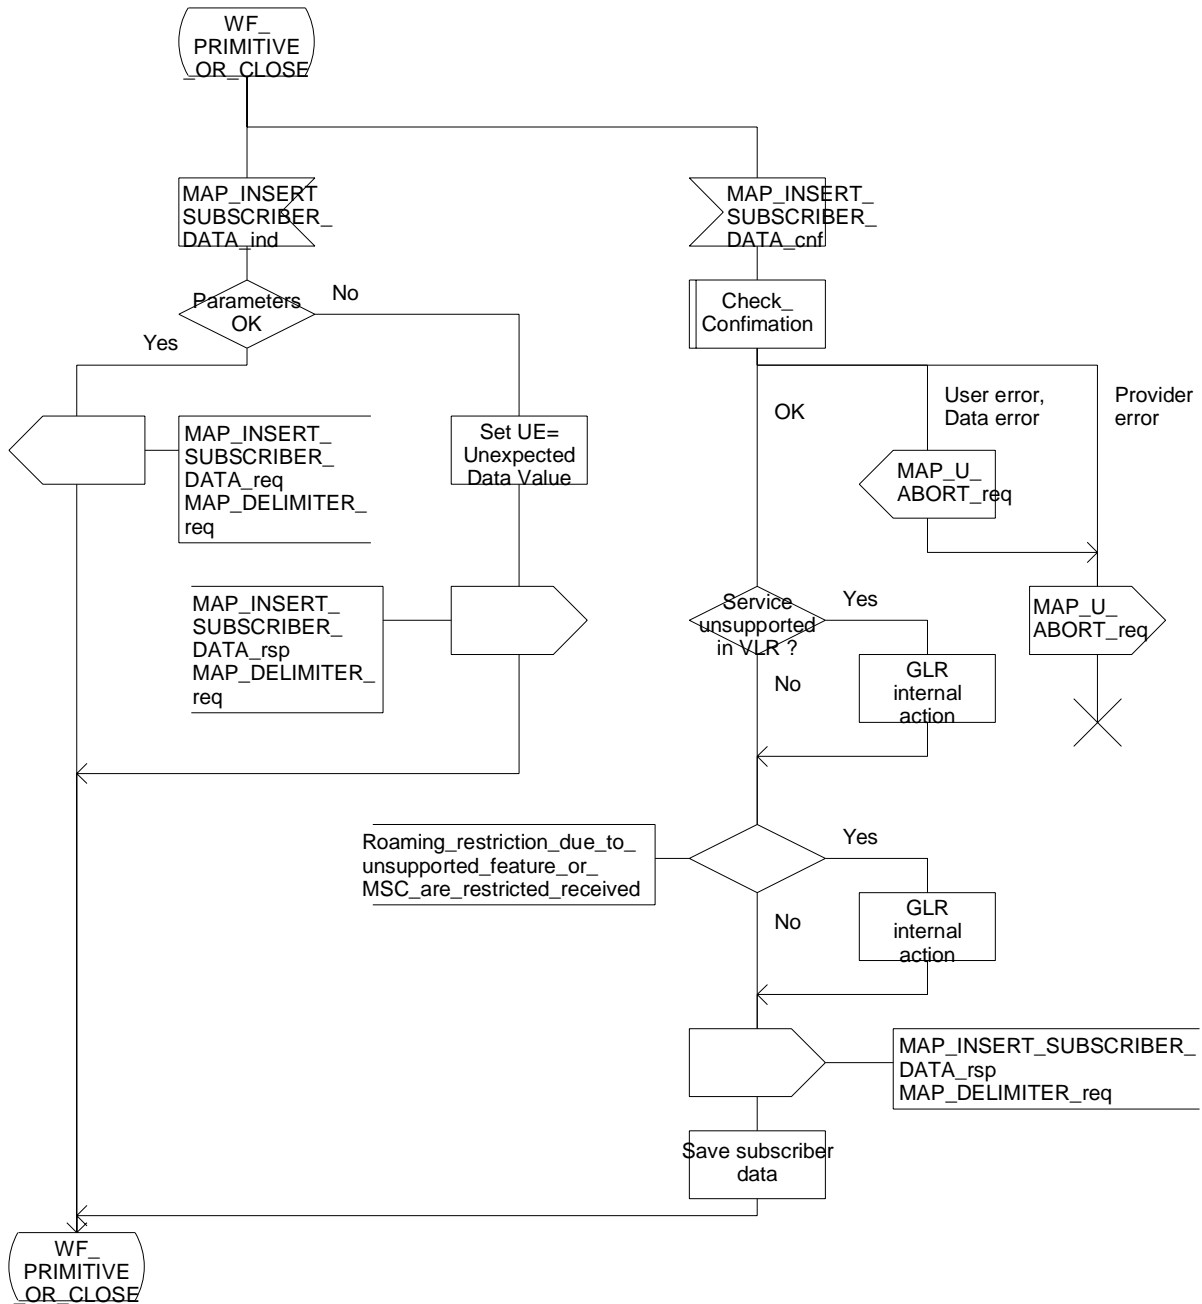 WF_
PRIMITIVE
_OR_CLOSE
MAP_INSERT
SUBSCRIBER_
DATA_ind
MAP_INSERT_
SUBSCRIBER_
DATA_cnf
Parameters
OK
No
Yes
Check_
Confimation
OK
User error,
Data error
Provider
error
MAP_INSERT_
SUBSCRIBER_
DATA_req
MAP_DELIMITER_
req
Set UE=
Unexpected
Data Value
MAP_U_
ABORT_req
MAP_INSERT_
SUBSCRIBER_
DATA_rsp
MAP_DELIMITER_
req
Service
unsupported
in VLR ?
Yes
No
MAP_U_
ABORT_req
GLR
internal
action
Roaming_restriction_due_to_
unsupported_feature_or_
MSC_are_restricted_received
Yes
No
GLR
internal
action
MAP_INSERT_SUBSCRIBER_
DATA_rsp
MAP_DELIMITER_req
Save subscriber
data
WF_
PRIMITIVE
_OR_CLOSE